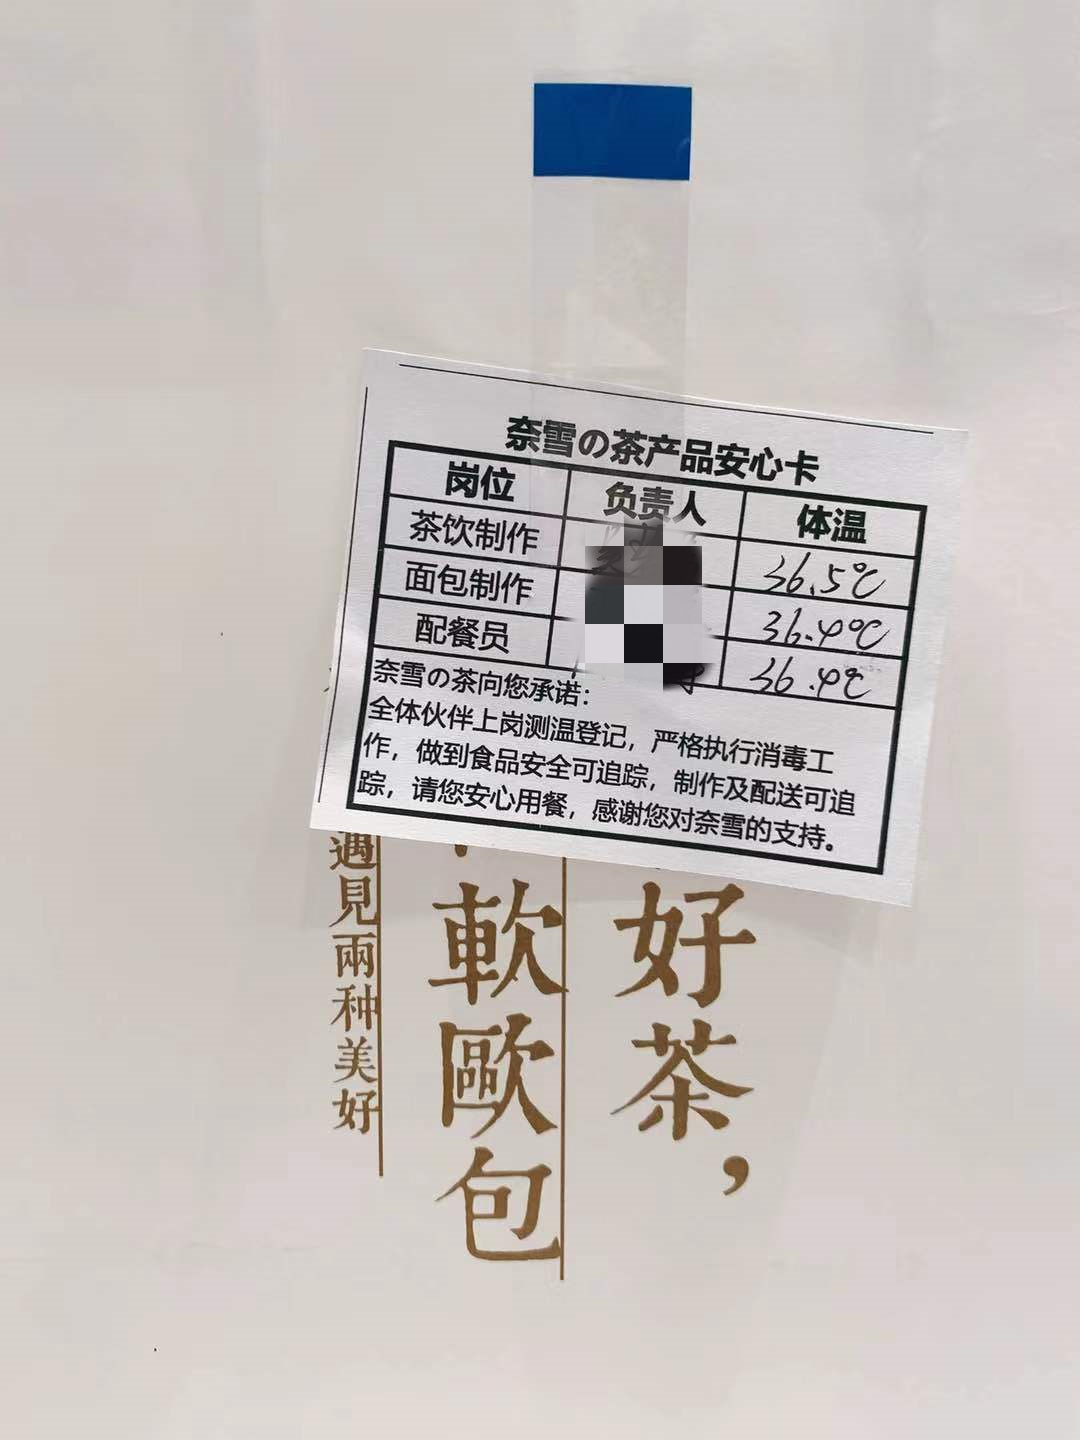 奈雪の茶产品安心卡
岗位 负责人 体温
茶饮制作 36.5℃
面包制作 36.4℃
配餐员 36.4℃
奈雪の茶向您承诺：
全体伙伴上岗测温登记，严格执行消毒工
作，做到食品安全可追踪，制作及配送可追
踪，请您安心用餐，感谢您对奈雪的支持。
好茶，
軟歐包
遇見兩种美好